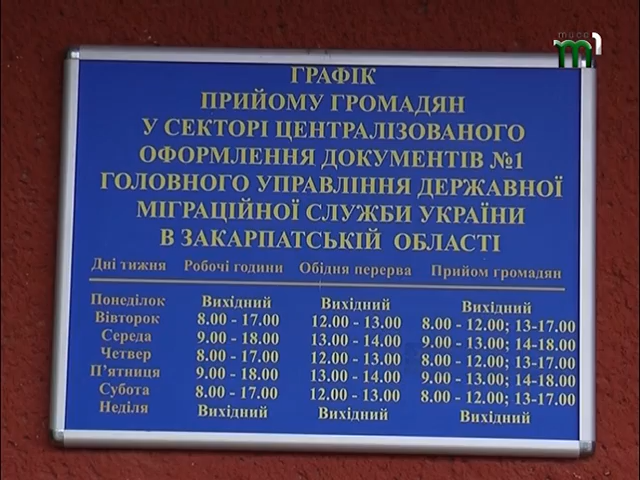 тиса
1
ГРАФІК
ПРИЙОМУ ГРОМАДЯН
У СЕКТОРІ ЦЕНТРАЛІЗОВАНОГО
ОФОРМЛЕННЯ ДОКУМЕНТІВ №1
ГОЛОВНОГО УПРАВЛІННЯ ДЕРЖАВНОЇ
МІГРАЦІЙНОЇ СЛУЖБИ УКРАЇНИ
В ЗАКАРПАТСЬКІЙ ОБЛАСТІ
Дні тижня Робочі години Обідня перерва Прийом громадян
Понеділок Вихідний Вихідний Вихідний
Вівторок 8.00 - 17.00 12.00 - 13.00 8.00 - 12.00; 13-17.00
Середа 9.00 - 18.00 13.00 - 14.00 9.00 - 13.00; 14-18.00
Четвер 8.00 - 17.00 12.00 - 13.00 8.00 - 12.00; 13-17.00
П’ятниця 9.00 - 18.00 13.00 - 14.00 9.00 - 13.00; 14-18.00
Субота 8.00 - 17.00 12.00 - 13.00 8.00 - 12.00; 13-17.00
Неділя Вихідний Вихідний Вихідний